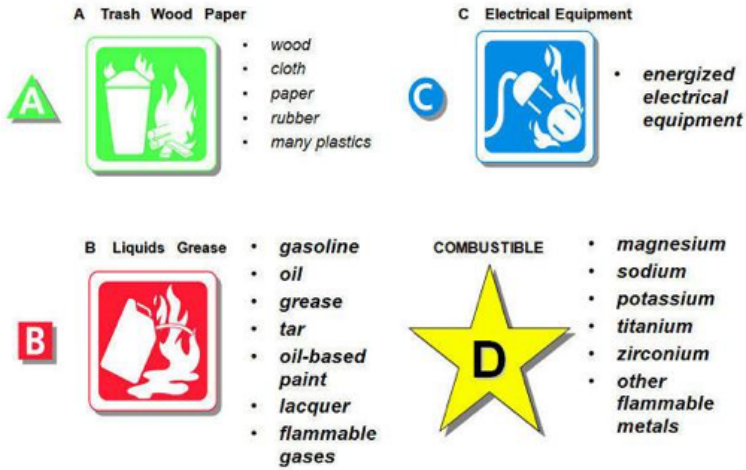 A Trash Wood Paper
A
• wood
• cloth
• paper
• rubber
• many plastics
C Electrical Equipment
C
• energized
electrical
equipment
B Liquids Grease
B
• gasoline
• oil
• grease
• tar
• oil-based
paint
• lacquer
• flammable
gases
COMBUSTIBLE
D
• magnesium
• sodium
• potassium
• titanium
• zirconium
• other
flammable
metals